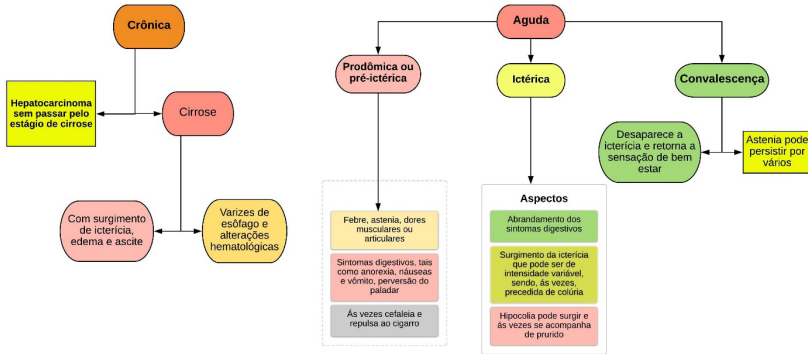 Crônica
Hepatocarcinoma
sem passar pelo
estágio de cirrose
Cirrose
Com surgimento
de icterícia,
edema e ascite
Varizes de
esôfago e
alterações
hematológicas
Aguda
Prodômica ou
pré-ictérica
Ictérica
Convalescença
Desaparece a
icterícia e retorna a
sensação de bem
estar
Astenia pode
persistir por
vários
Febre, astenia, dores
musculares ou
articulares
Sintomas digestivos, tais
como anorexia, náuseas
e vômito, perversão do
paladar
Ás vezes cefaleia e
repulsa ao cigarro
Aspectos
Abrandamento dos
sintomas digestivos
Surgimento da icterícia
que pode ser de
intensidade variável,
sendo, ás vezes,
precedida de colúria
Hipocolia pode surgir e
às vezes se acompanha
de prurido